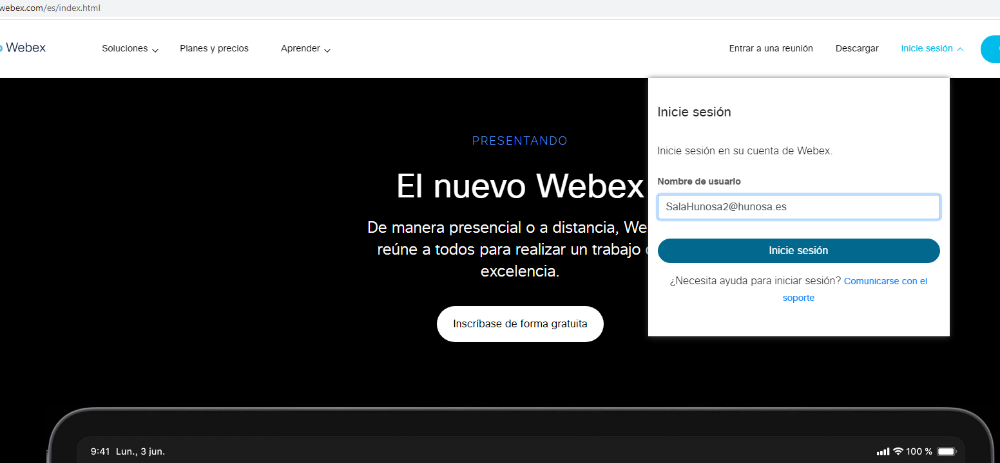 webex.com/es/index.html
Webex
Soluciones
Planes y precios
Aprender
Entrar a una reunión
Descargar
Inicie sesión
Inicie sesión
Inicie sesión en su cuenta de Webex.
Nombre de usuario
SalaHunosa2@hunosa.es
Inicie sesión
¿Necesita ayuda para iniciar sesión? Comunicarse con el
soporte
PRESENTANDO
El nuevo Webex
De manera presencial o a distancia, We
reúne a todos para realizar un trabajo
excelencia.
Inscríbase de forma gratuita
9:41 Lun., 3 jun.
100 %